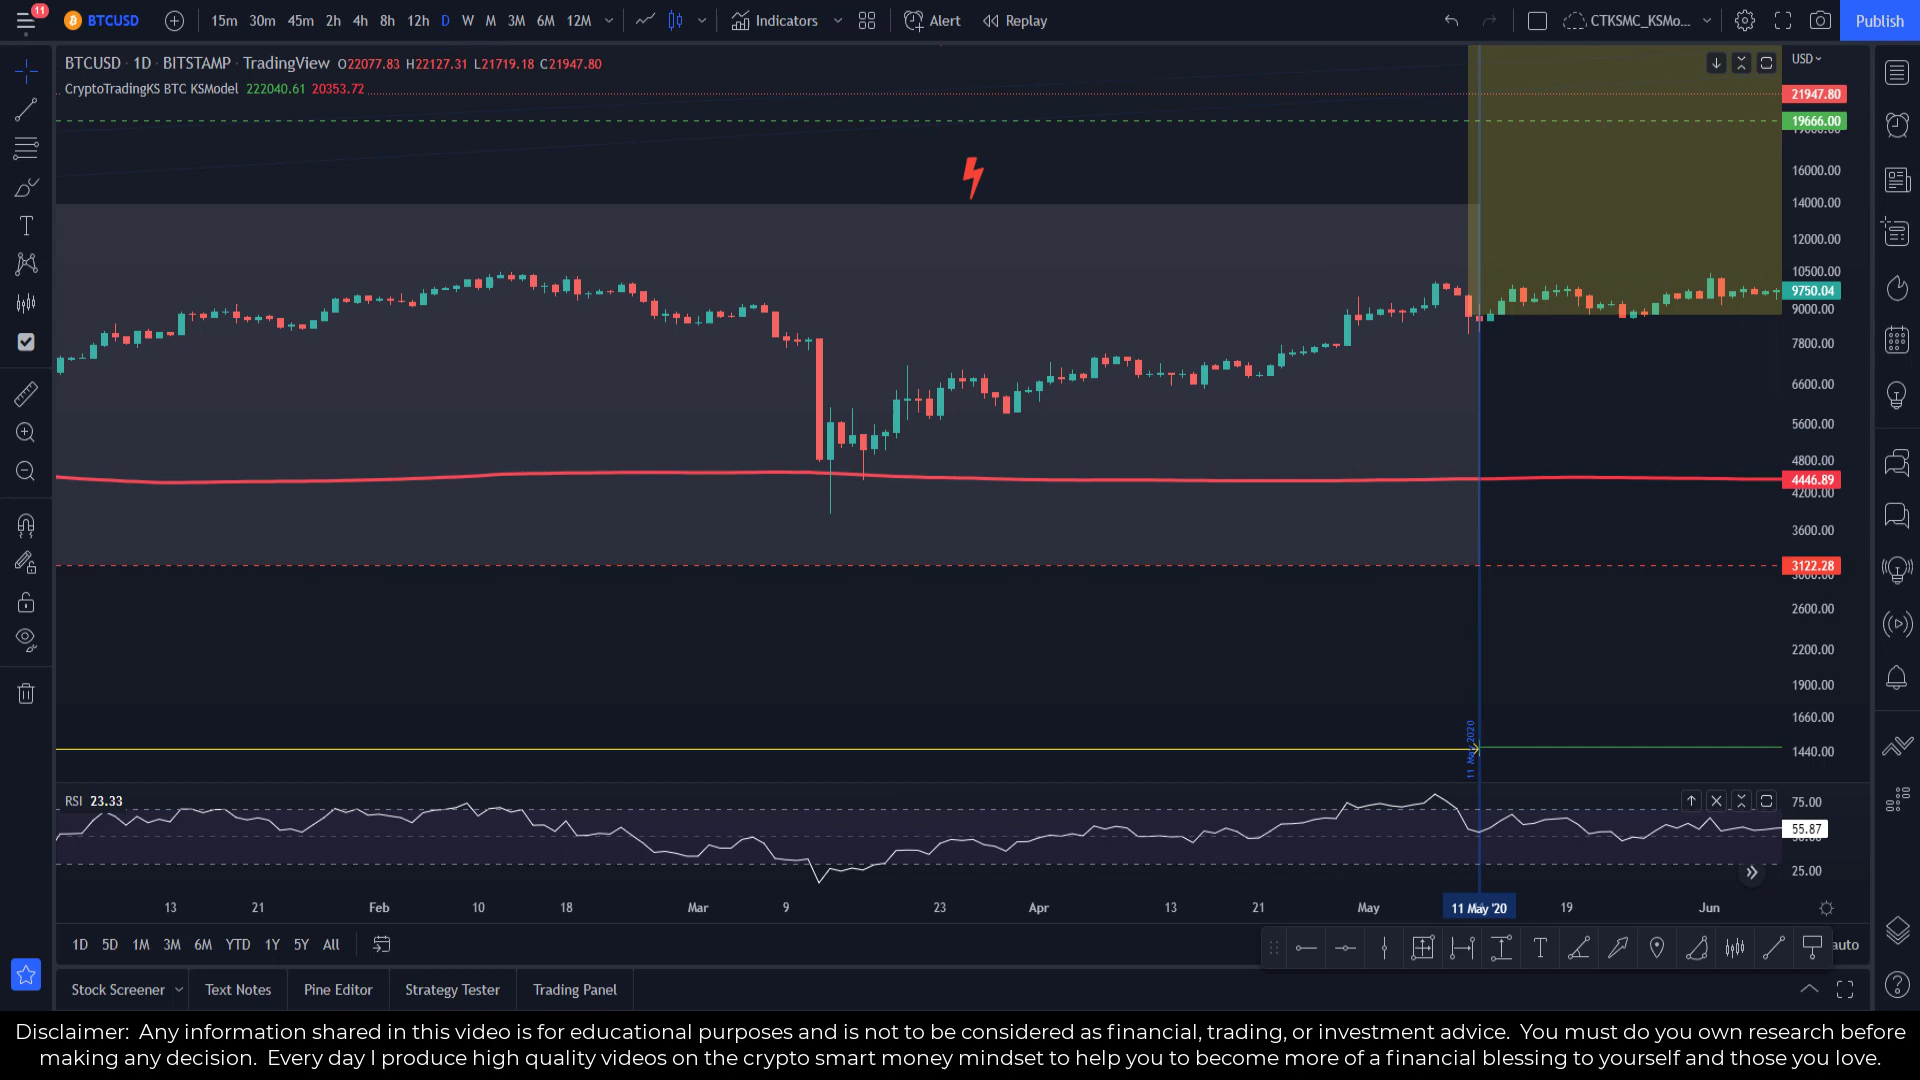 11
BTCUSD
15m 30m 45m 2h 4h 8h 12h D W M 3M 6M 12M
Indicators
Alert
Replay
CTKSMC_KSMo...
Publish
BTCUSD · 1D · BITSTAMP · TradingView O22077.83 H22127.31 L21719.18 C21947.80
CryptoTradingKS BTC KSModel 222040.61 20353.72
USD
21947.80
19666.00
16000.00
14000.00
12000.00
10500.00
9750.04
9000.00
7800.00
6600.00
5600.00
4800.00
4446.89
4200.00
3600.00
3122.28
3000.00
2600.00
2200.00
1900.00
1660.00
1440.00
11 May 2020
RSI 23.33
75.00
55.87
25.00
13 21 Feb 10 18 Mar 9 23 Apr 13 21 May 11 May '20 19 Jun
1D 5D 1M 3M 6M YTD 1Y 5Y All
auto
Stock Screener Text Notes Pine Editor Strategy Tester Trading Panel
Disclaimer: Any information shared in this video is for educational purposes and is not to be considered as financial, trading, or investment advice. You must do you own research before
making any decision. Every day I produce high quality videos on the crypto smart money mindset to help you to become more of a financial blessing to yourself and those you love.